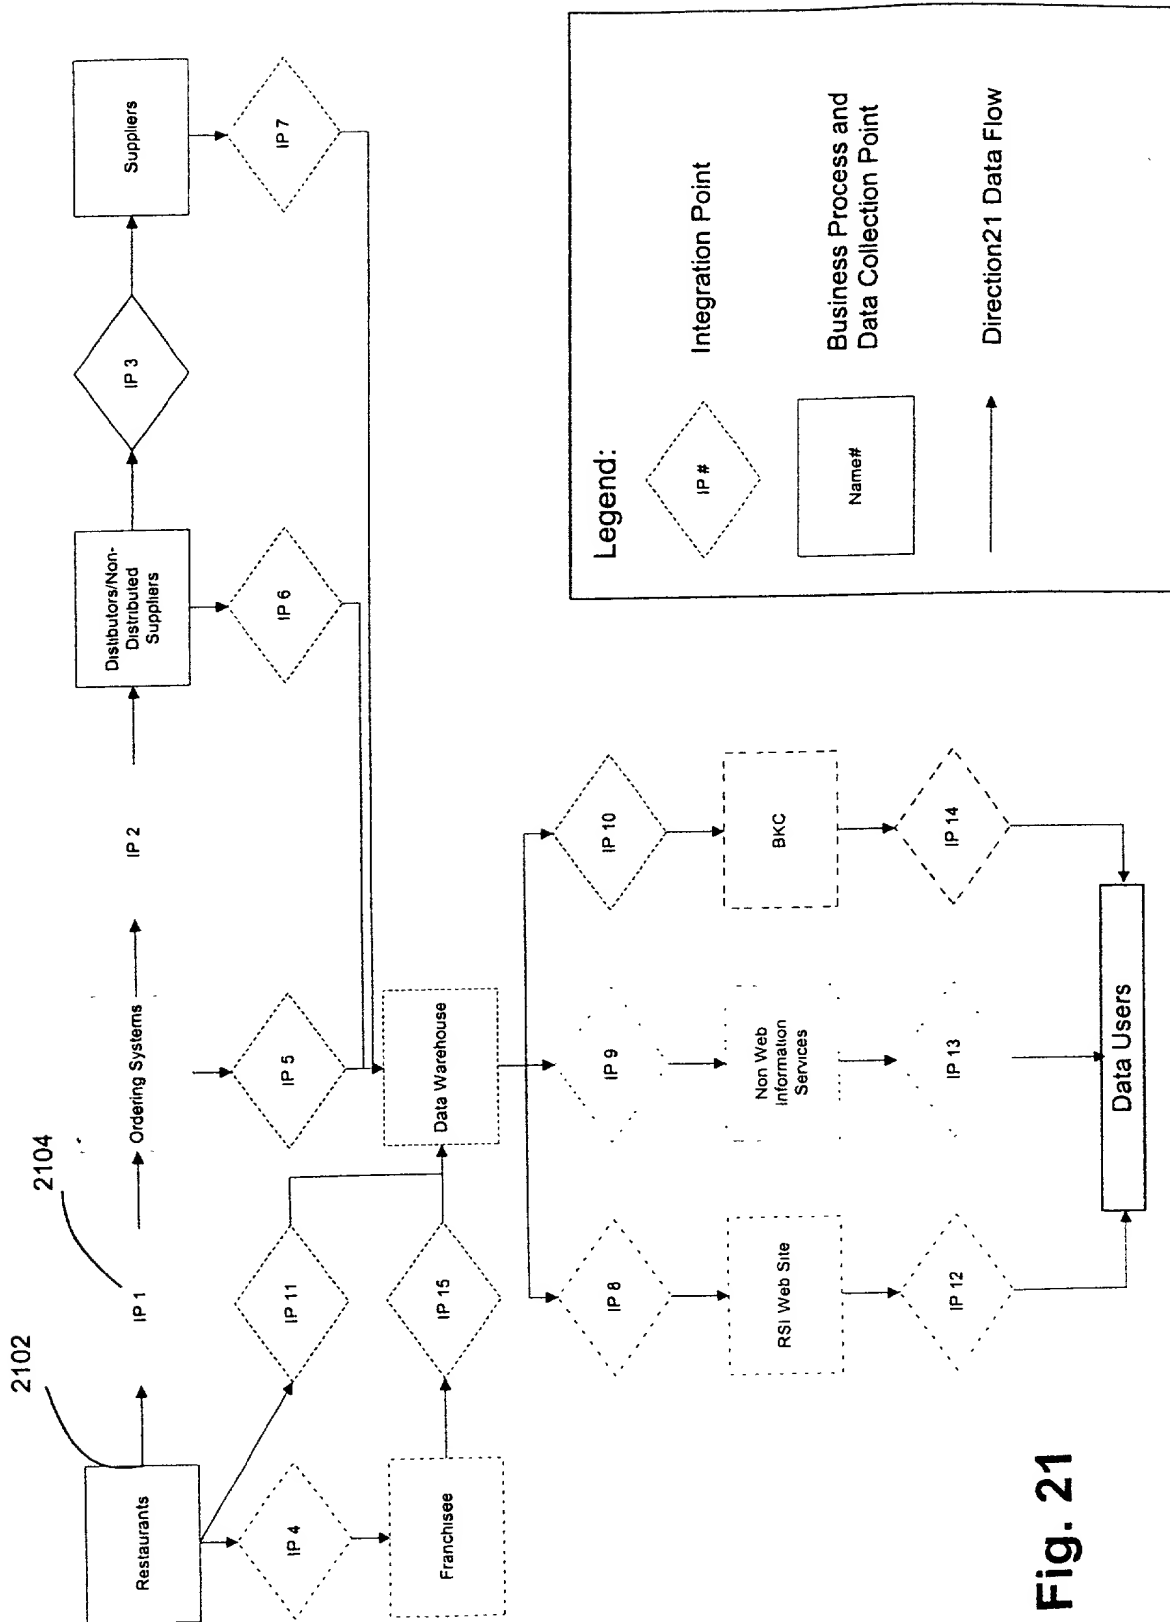 2102
2104
Restaurants
IP 1
Ordering Systems
IP 2
Distibutors/Non-
Distributed
Suppliers
IP 3
Suppliers
IP 4
IP 11
IP 5
IP 6
IP 7
Franchisee
IP 15
Data Warehouse
IP 8
IP 9
IP 10
RSI Web Site
Non Web
Information
Services
BKC
IP 12
IP 13
IP 14
Data Users
Legend:
IP #
Integration Point
Name#
Business Process and
Data Collection Point
Direction21 Data Flow
Fig. 21